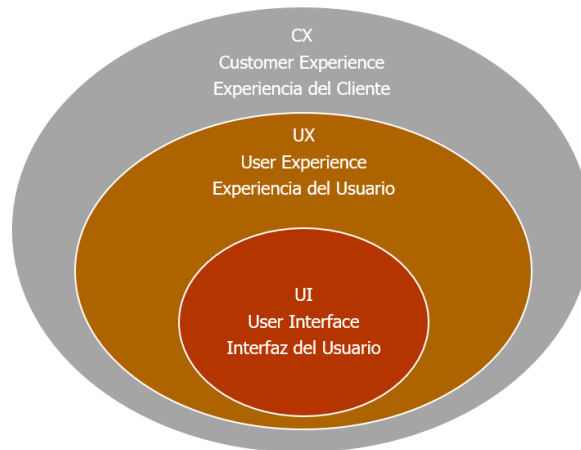 CX
Customer Experience
Experiencia del Cliente
UX
User Experience
Experiencia del Usuario
UI
User Interface
Interfaz del Usuario